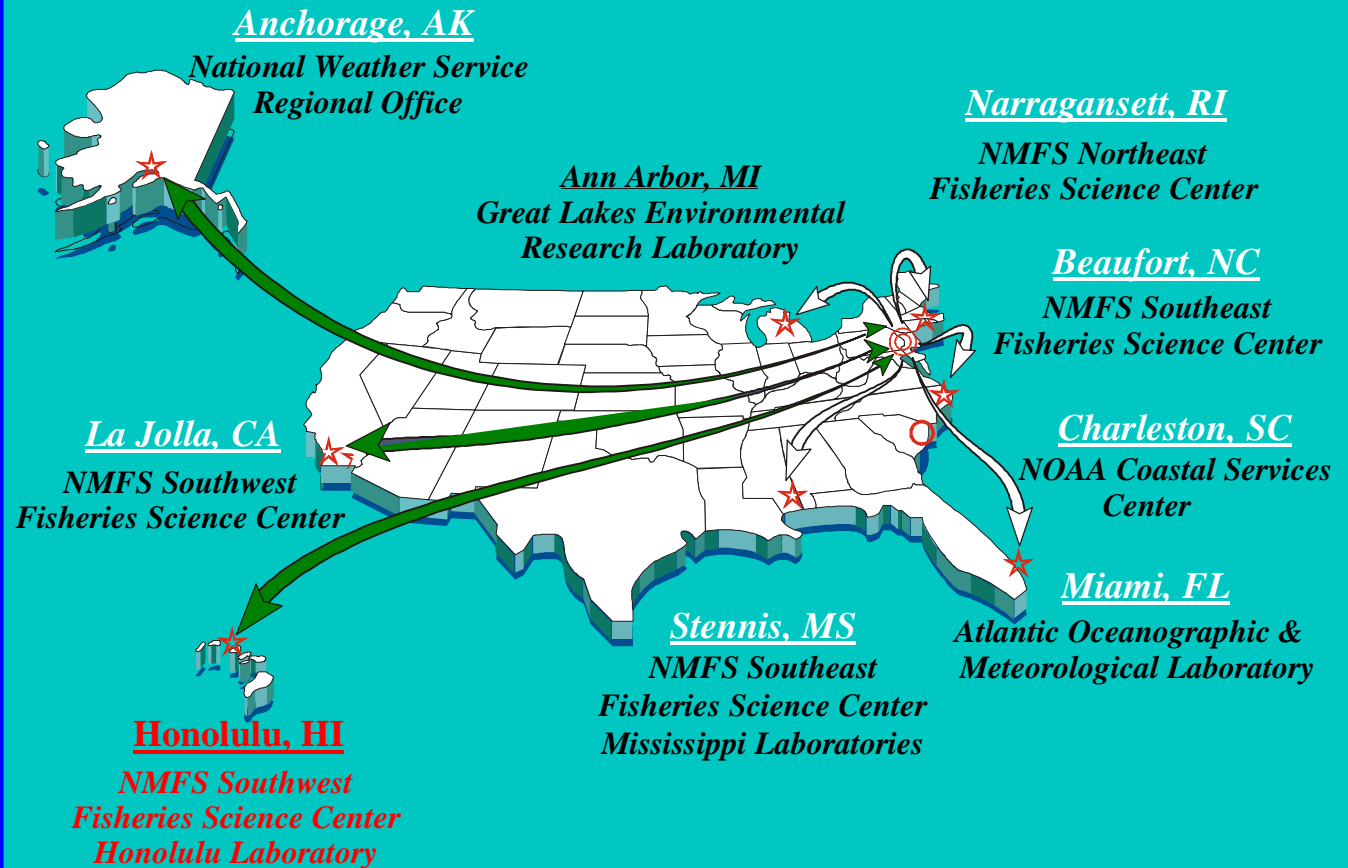 Anchorage, AK
National Weather Service
Regional Office
Narragansett, RI
NMFS Northeast
Fisheries Science Center
Ann Arbor, MI
Great Lakes Environmental
Research Laboratory
Beaufort, NC
NMFS Southeast
Fisheries Science Center
La Jolla, CA
NMFS Southwest
Fisheries Science Center
Charleston, SC
NOAA Coastal Services
Center
Miami, FL
Atlantic Oceanographic &
Meteorological Laboratory
Stennis, MS
NMFS Southeast
Fisheries Science Center
Mississippi Laboratories
Honolulu, HI
NMFS Southwest
Fisheries Science Center
Honolulu Laboratory